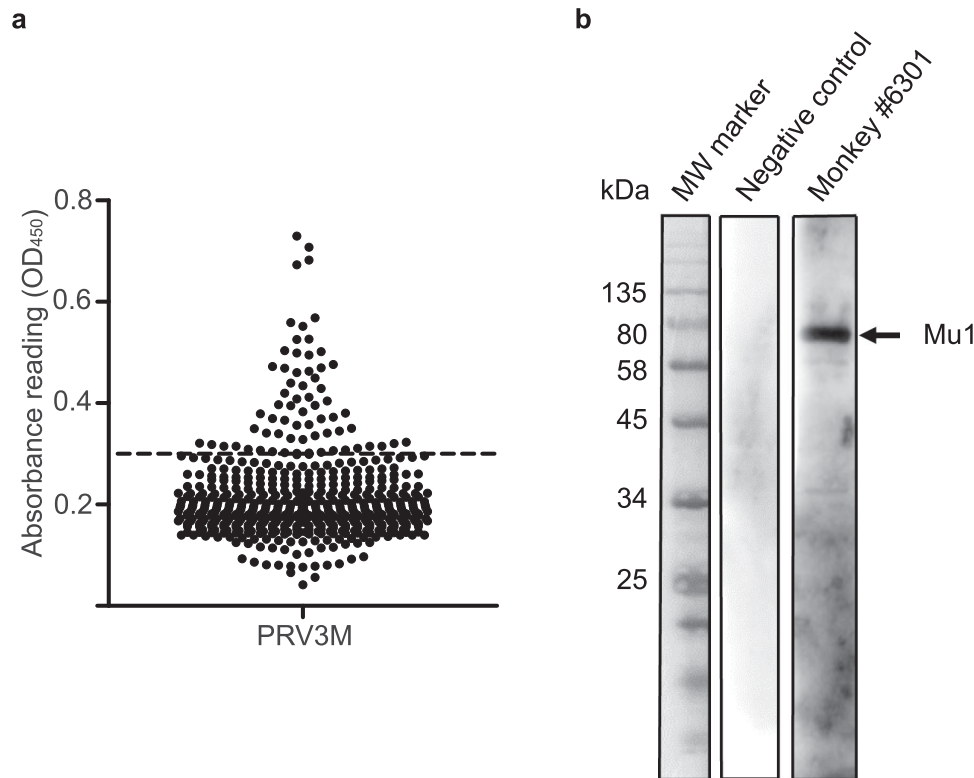 a
Absorbance reading (OD450)
0.8
0.6
0.4
0.2
PRV3M
b
kDa
MW marker
Negative control
Monkey #6301
135
80
58
45
34
25
Mu1